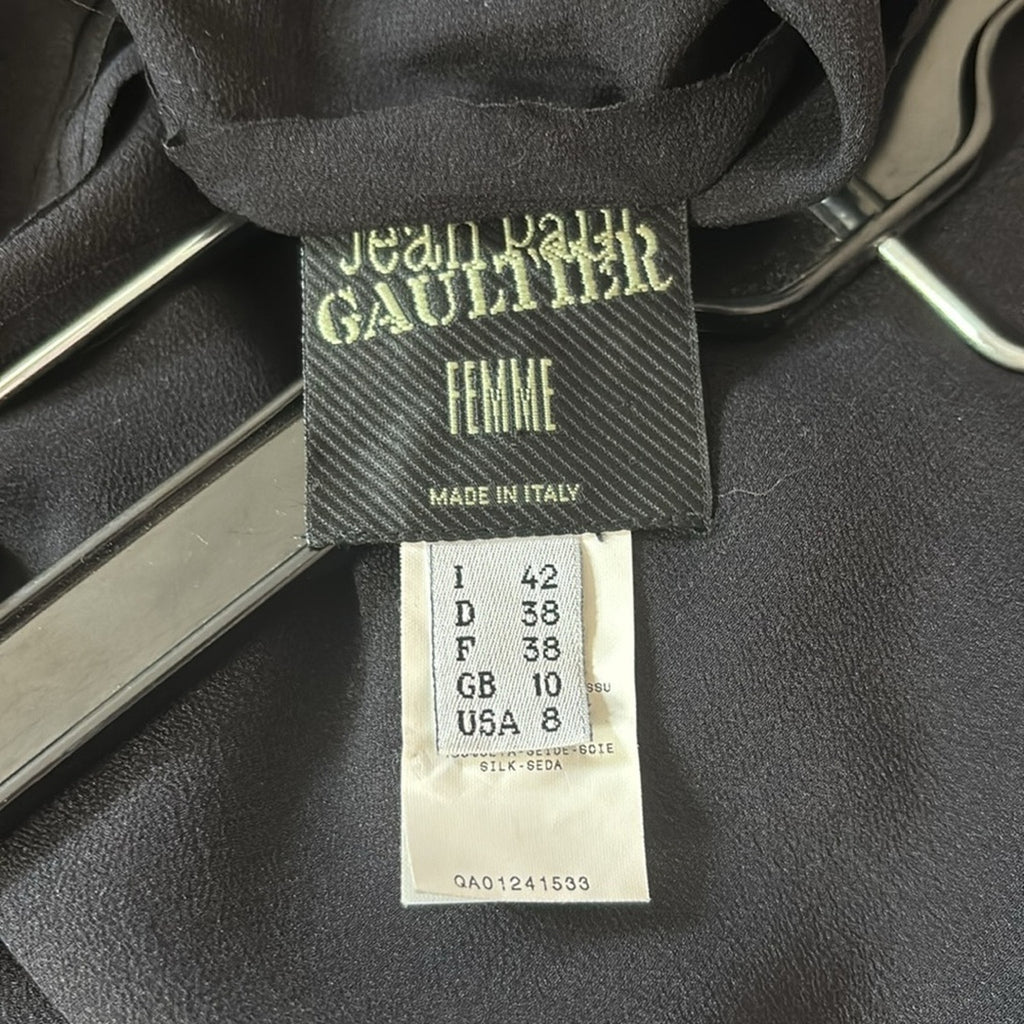 Jean Paul
GAULTIER
FEMME
MADE IN ITALY
I 42
D 38
F 38
GB 10
USA 8
SILK-SEDA
QA01241533